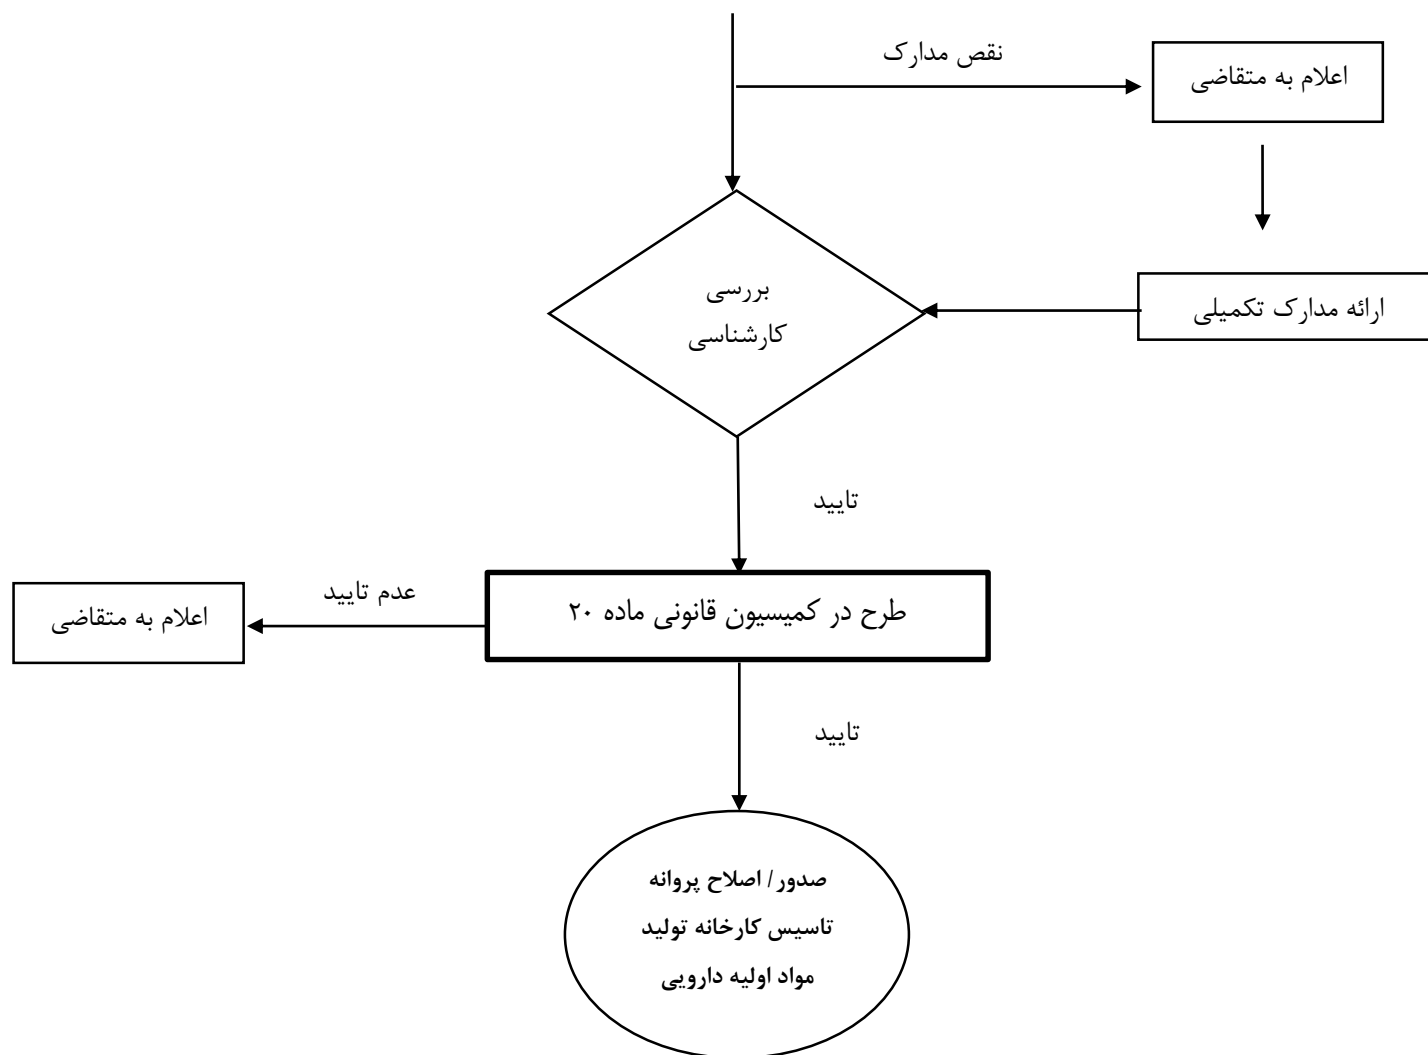 نقص مدارک
اعلام به متقاضی
بررسی
کارشناسی
ارائه مدارک تکمیلی
تایید
طرح در کمیسیون قانونی ماده ۲۰
عدم تایید
اعلام به متقاضی
تایید
صدور/ اصلاح پروانه
تاسیس کارخانه تولید
مواد اولیه دارویی